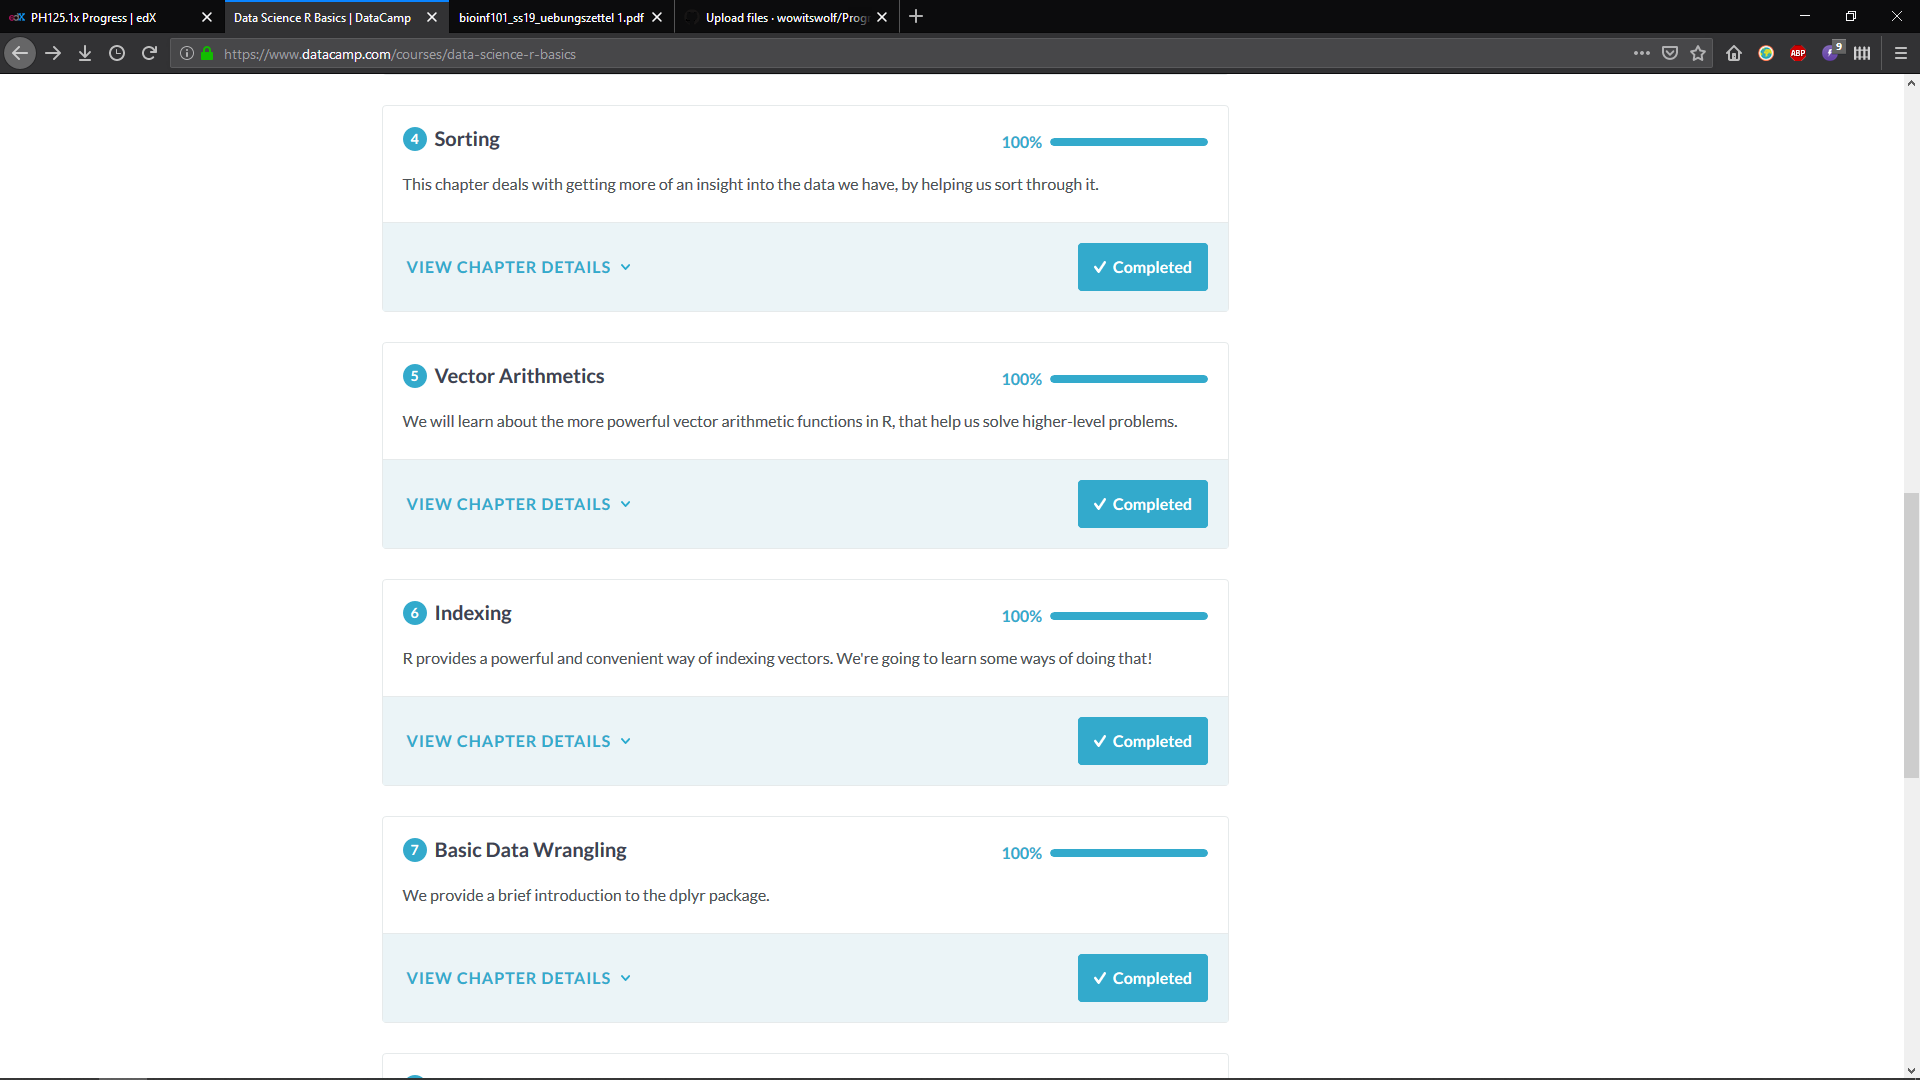 PH125.1x Progress | edX
Data Science R Basics | DataCamp
bioinf101_ss19_uebungszettel 1.pdf
Upload files · wowitswolf/Prog
https://www.datacamp.com/courses/data-science-r-basics
ABP
9
4 Sorting
100%
This chapter deals with getting more of an insight into the data we have, by helping us sort through it.
VIEW CHAPTER DETAILS
Completed
5 Vector Arithmetics
100%
We will learn about the more powerful vector arithmetic functions in R, that help us solve higher-level problems.
VIEW CHAPTER DETAILS
Completed
6 Indexing
100%
R provides a powerful and convenient way of indexing vectors. We're going to learn some ways of doing that!
VIEW CHAPTER DETAILS
Completed
7 Basic Data Wrangling
100%
We provide a brief introduction to the dplyr package.
VIEW CHAPTER DETAILS
Completed